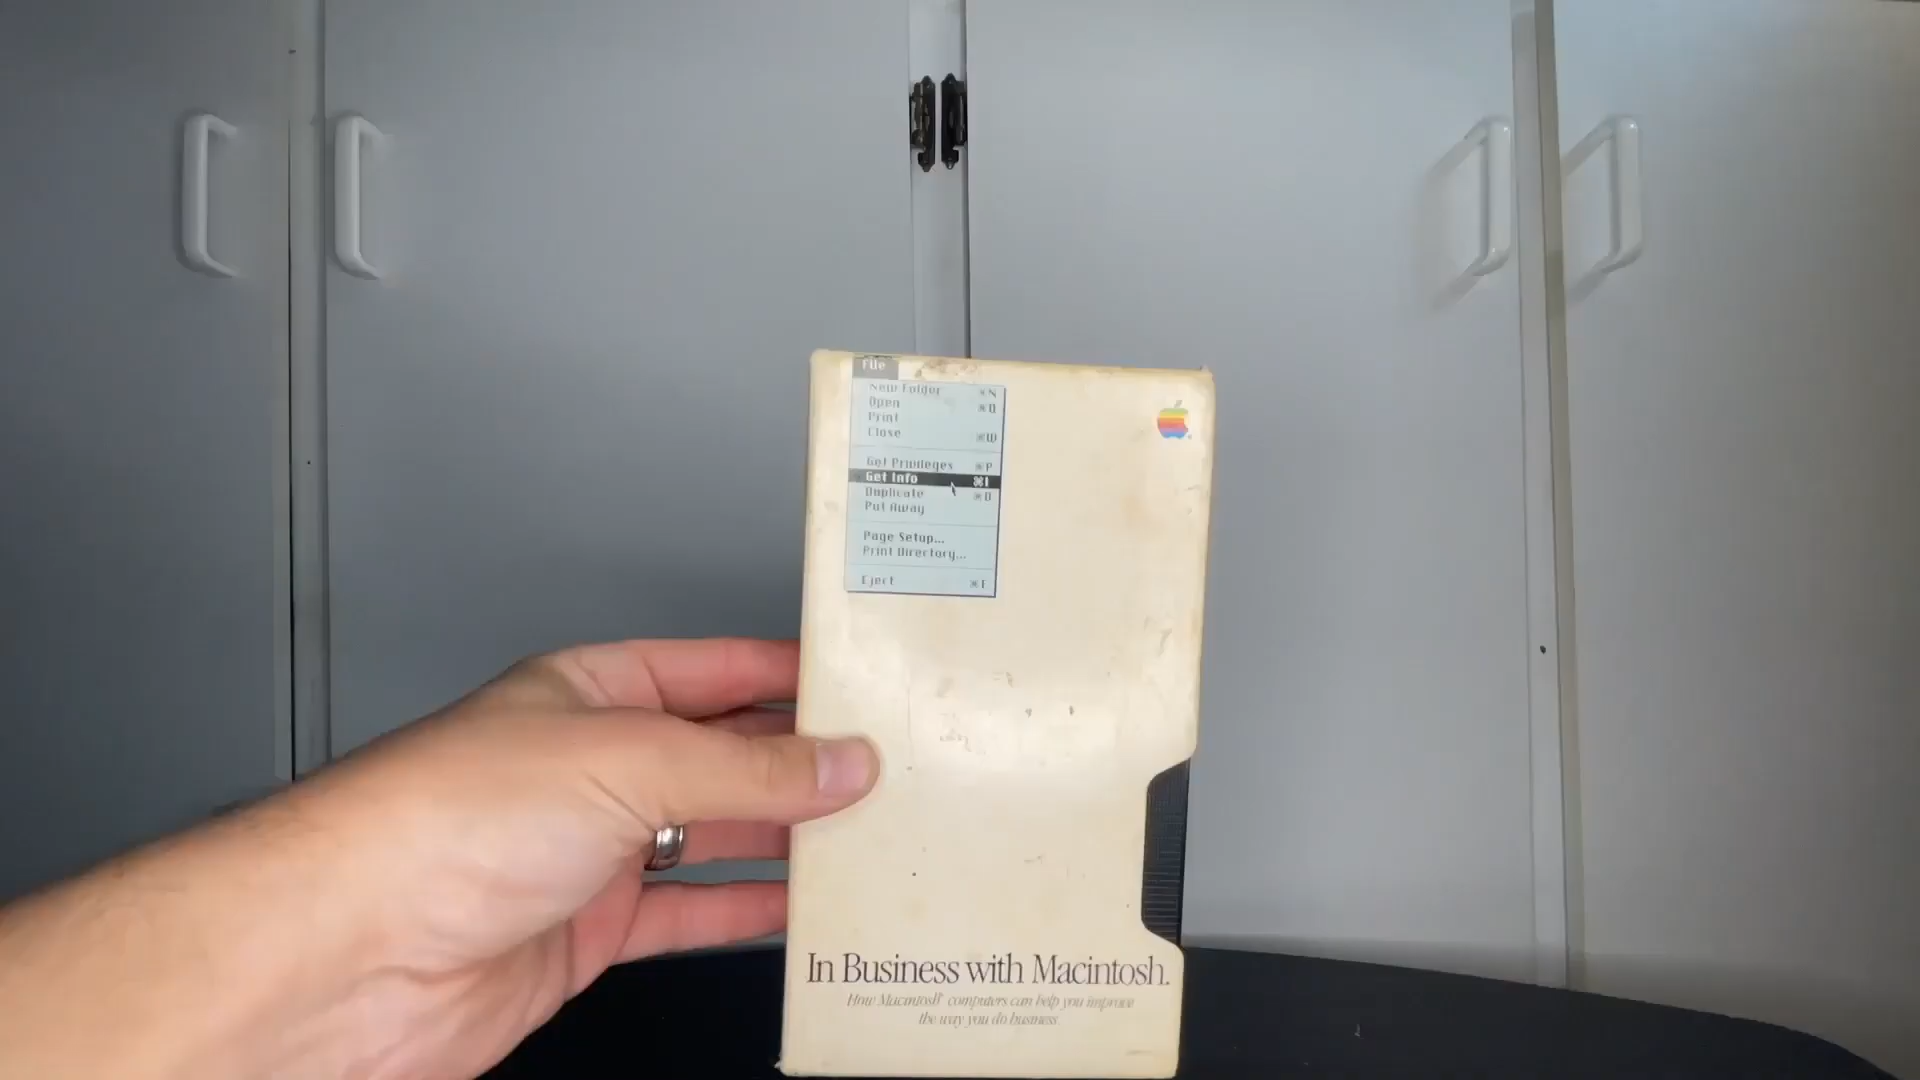 File
New Folder ⌘N
Open ⌘O
Print
Close ⌘W
Get Privileges ⌘P
Get Info ⌘I
Duplicate ⌘D
Put Away
Page Setup...
Print Directory...
Eject ⌘E
In Business with Macintosh.
How Macintosh® computers can help you improve
the way you do business.